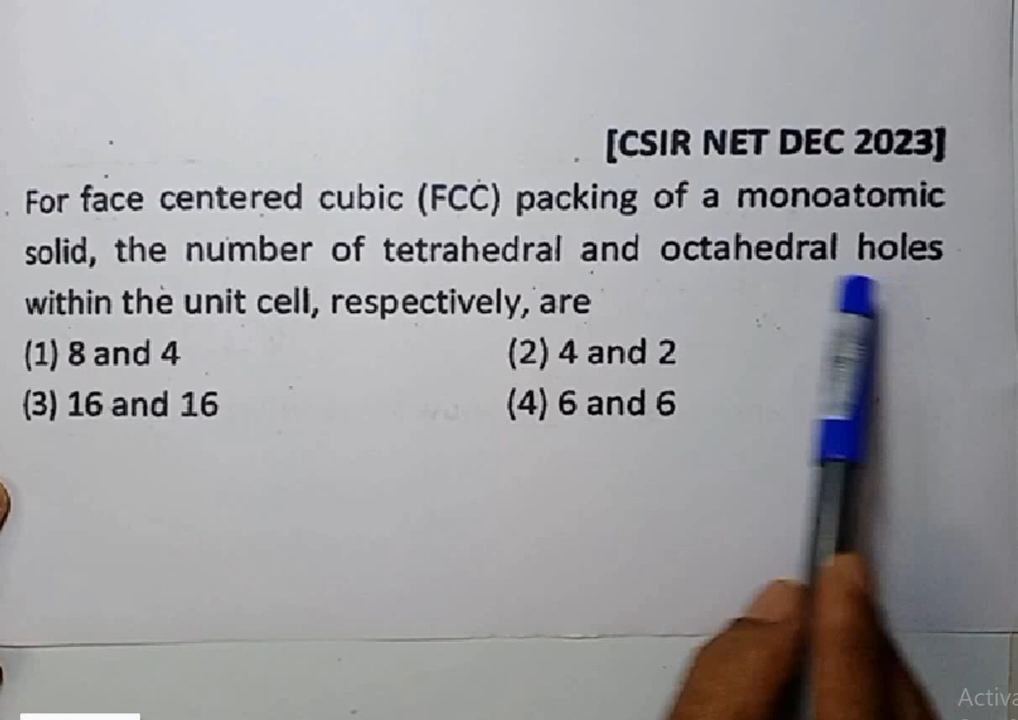 [CSIR NET DEC 2023]
For face centered cubic (FCC) packing of a monoatomic
solid, the number of tetrahedral and octahedral holes
within the unit cell, respectively, are
(1) 8 and 4 (2) 4 and 2
(3) 16 and 16 (4) 6 and 6
Activa